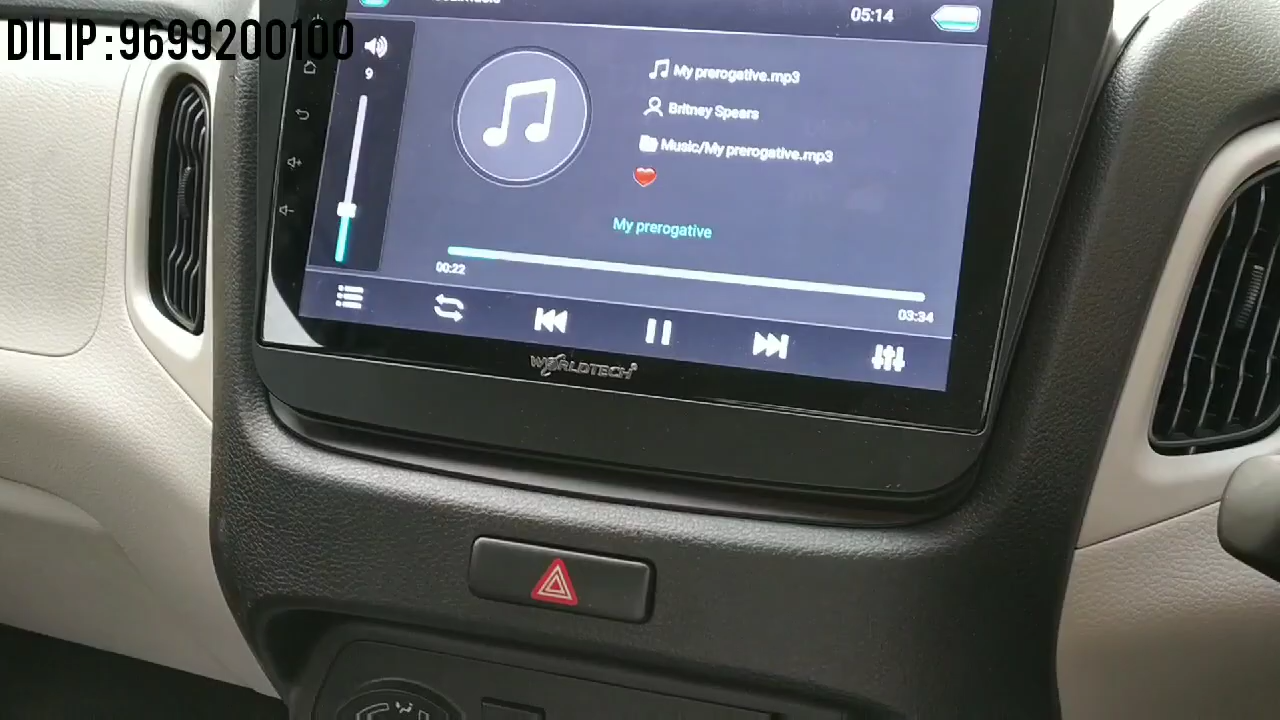 DILIP:9699200100
05:14
9
My prerogative.mp3
Britney Spears
Music/My prerogative.mp3
My prerogative
00:22
03:34
WORLDTECH